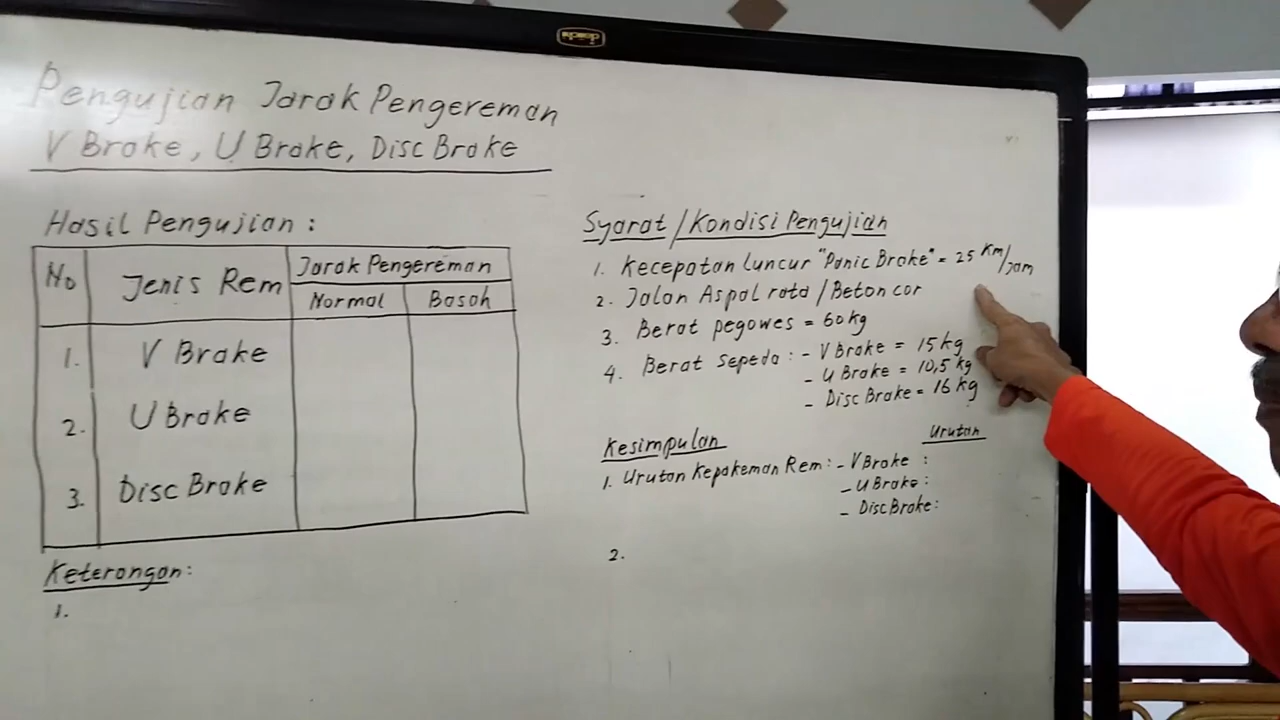 Pengujian Jarak Pengereman
V Brake, U Brake, Disc Brake
Hasil Pengujian :
No
Jenis Rem
Jarak Pengereman
Normal
Basah
1. V Brake
2. U Brake
3. Disc Brake
Keterangan:
1.
Syarat/Kondisi Pengujian
1. Kecepatan luncur "Panic Brake" = 25 Km/Jam
2. Jalan Aspal rata / Beton cor
3. Berat pegowes = 60 kg
4. Berat Sepeda : - V Brake = 15 kg
- U Brake = 10,5 kg
- Disc Brake = 16 kg
Kesimpulan
Urutan
1. Urutan Kepakeman Rem: - V Brake :
- U Brake :
- Disc Brake:
2.